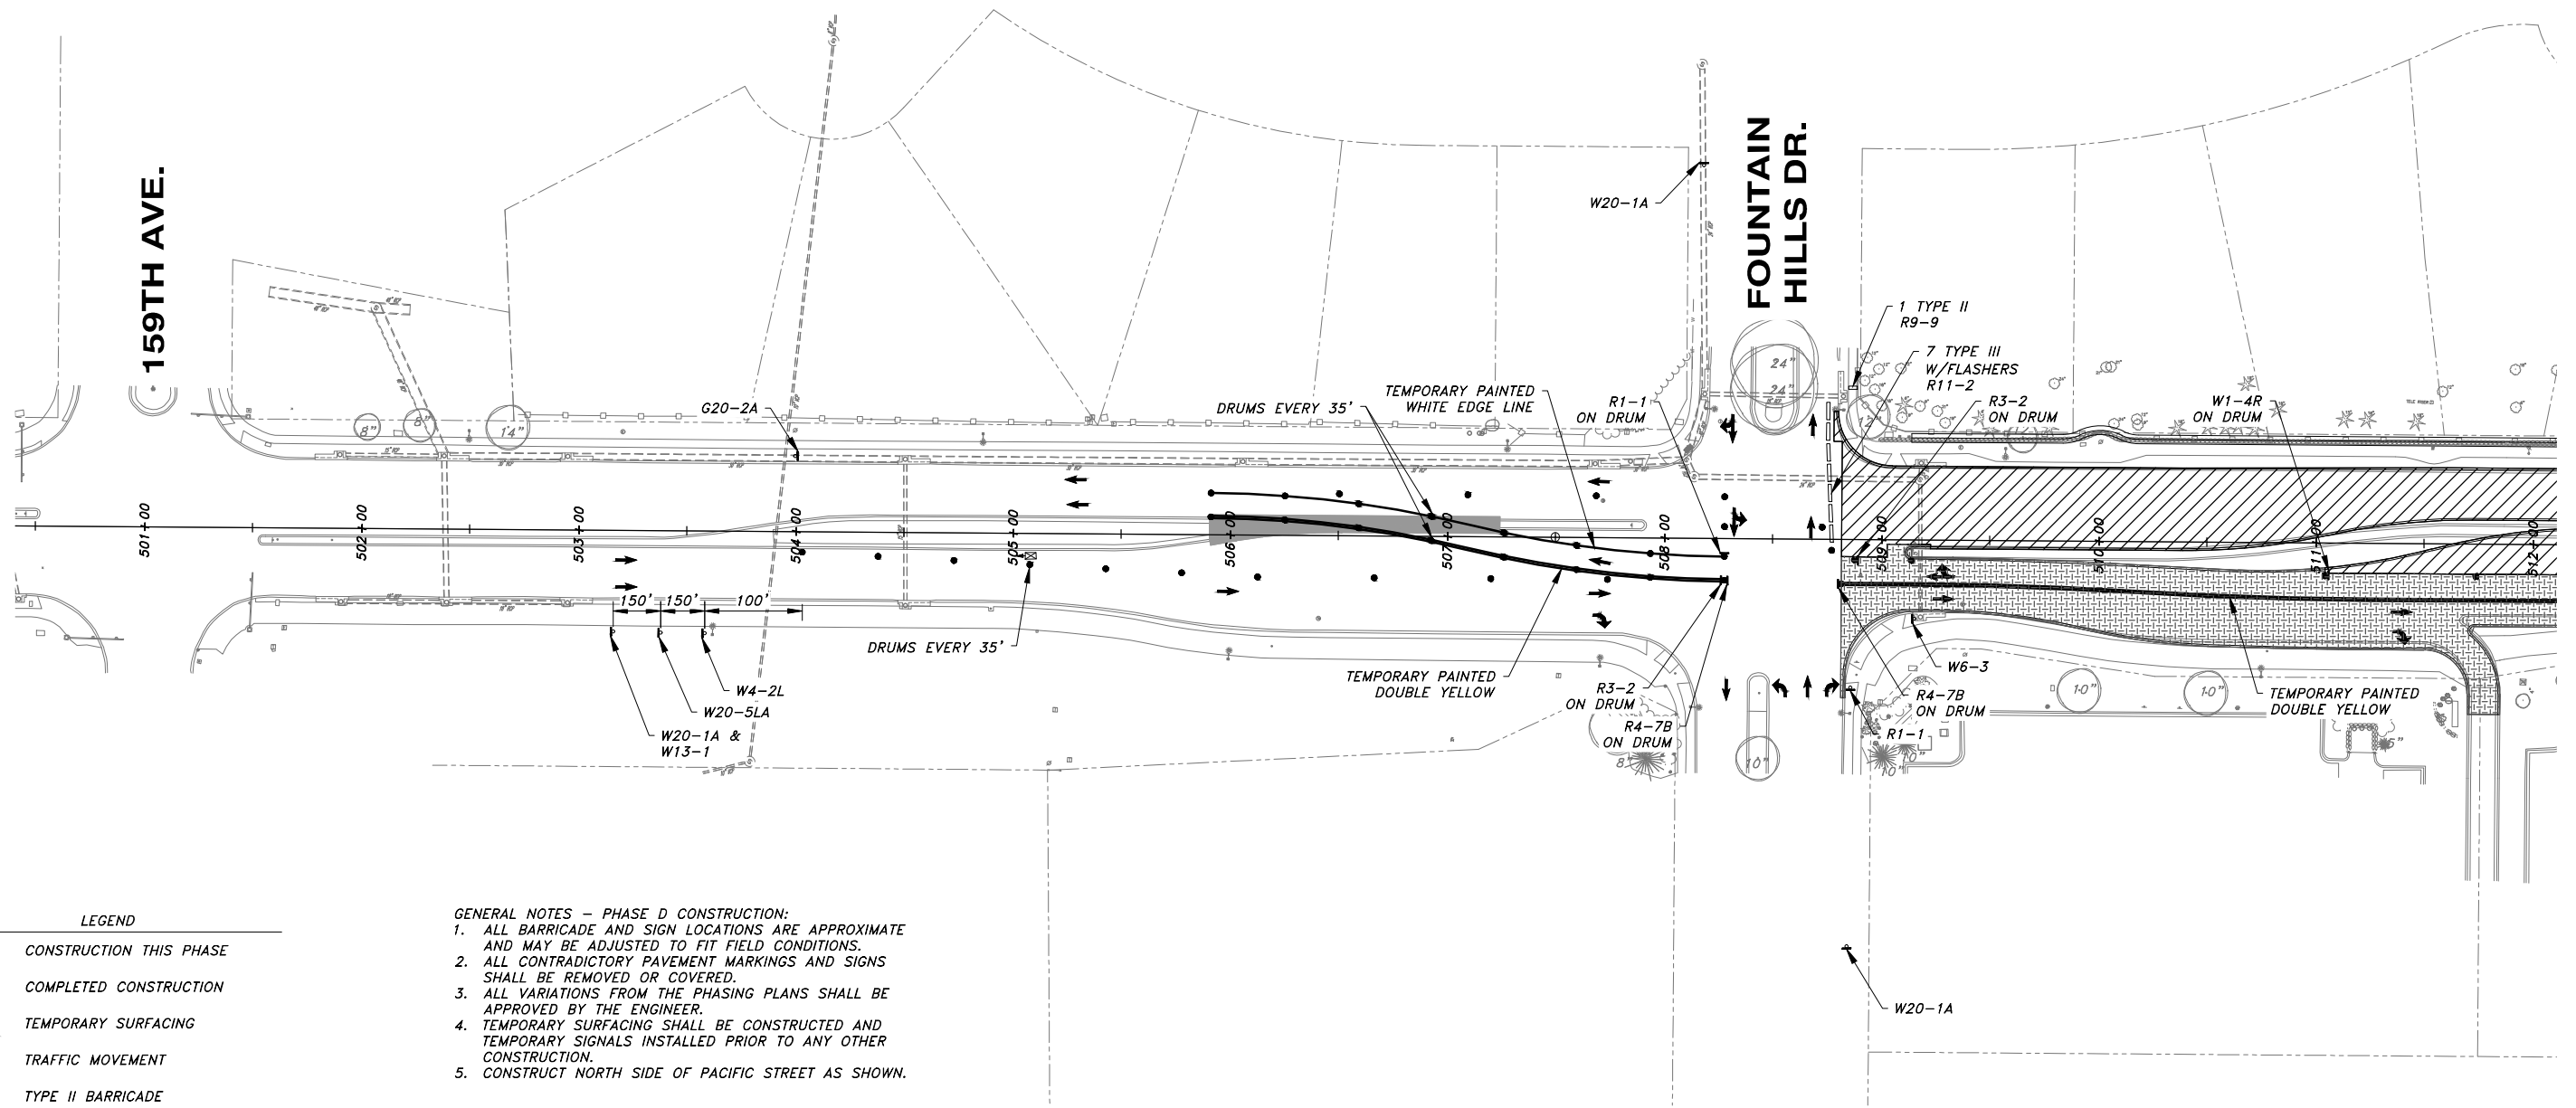 159TH AVE.
FOUNTAIN
HILLS DR.
W20-1A
1 TYPE II
R9-9
7 TYPE III
W/FLASHERS
R11-2
R3-2
ON DRUM
W1-4R
ON DRUM
TEMPORARY PAINTED
WHITE EDGE LINE
R1-1
ON DRUM
DRUMS EVERY 35'
G20-2A
24"
24"
8"
8"
14"
12"
501+00
502+00
503+00
504+00
505+00
506+00
507+00
508+00
509+00
510+00
511+00
512+00
150'
150'
100'
DRUMS EVERY 35'
W4-2L
W20-5LA
W20-1A &
W13-1
TEMPORARY PAINTED
DOUBLE YELLOW
R3-2
ON DRUM
R4-7B
ON DRUM
W6-3
R4-7B
ON DRUM
R1-1
TEMPORARY PAINTED
DOUBLE YELLOW
8"
10"
10"
10"
10"
10"
W20-1A
LEGEND
CONSTRUCTION THIS PHASE
COMPLETED CONSTRUCTION
TEMPORARY SURFACING
TRAFFIC MOVEMENT
TYPE II BARRICADE
GENERAL NOTES – PHASE D CONSTRUCTION:
1. ALL BARRICADE AND SIGN LOCATIONS ARE APPROXIMATE
AND MAY BE ADJUSTED TO FIT FIELD CONDITIONS.
2. ALL CONTRADICTORY PAVEMENT MARKINGS AND SIGNS
SHALL BE REMOVED OR COVERED.
3. ALL VARIATIONS FROM THE PHASING PLANS SHALL BE
APPROVED BY THE ENGINEER.
4. TEMPORARY SURFACING SHALL BE CONSTRUCTED AND
TEMPORARY SIGNALS INSTALLED PRIOR TO ANY OTHER
CONSTRUCTION.
5. CONSTRUCT NORTH SIDE OF PACIFIC STREET AS SHOWN.